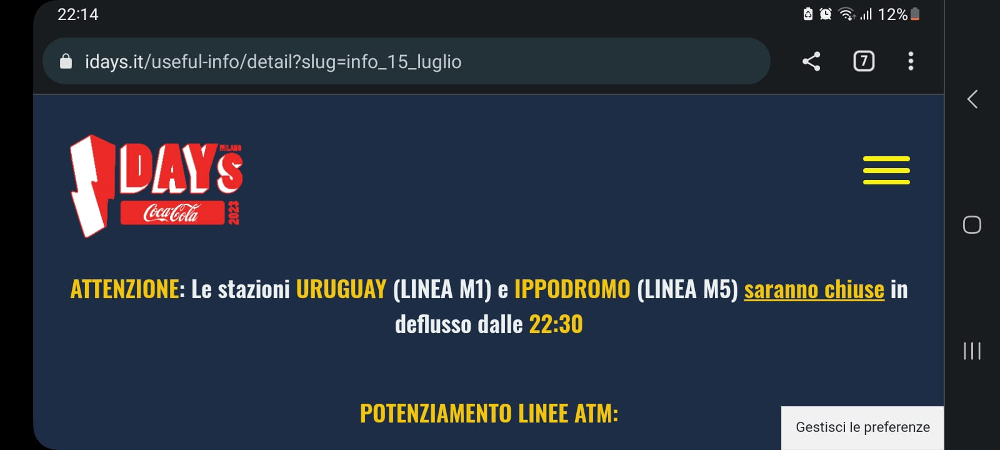 22:14
12%
idays.it/useful-info/detail?slug=info_15_luglio
7
DAYS
MILANO
Coca-Cola
2023
ATTENZIONE: Le stazioni URUGUAY (LINEA M1) e IPPODROMO (LINEA M5) saranno chiuse in
deflusso dalle 22:30
POTENZIAMENTO LINEE ATM:
Gestisci le preferenze